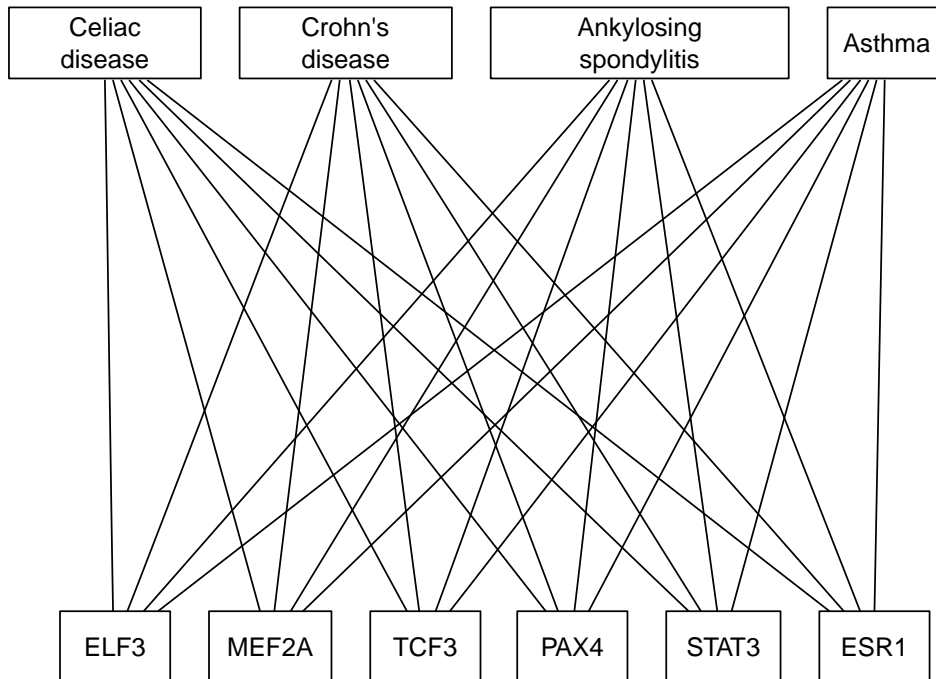 Celiac
disease
Crohn's
disease
Ankylosing
spondylitis
Asthma
ELF3
MEF2A
TCF3
PAX4
STAT3
ESR1